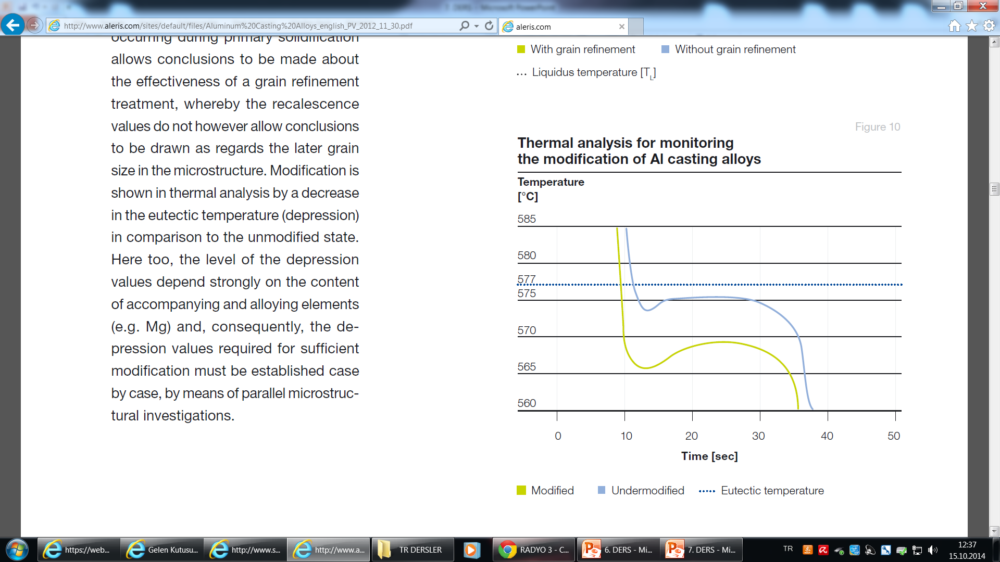 7. DERS - Microsoft PowerPoint
http://www.aleris.com/sites/default/files/Aluminum%20Casting%20Alloys_english_PV_2012_11_30.pdf
aleris.com
occurring during primary solidification
allows conclusions to be made about
the effectiveness of a grain refinement
treatment, whereby the recalescence
values do not however allow conclusions
to be drawn as regards the later grain
size in the microstructure. Modification is
shown in thermal analysis by a decrease
in the eutectic temperature (depression)
in comparison to the unmodified state.
Here too, the level of the depression
values depend strongly on the content
of accompanying and alloying elements
(e.g. Mg) and, consequently, the de-
pression values required for sufficient
modification must be established case
by case, by means of parallel microstruc-
tural investigations.
With grain refinement
Without grain refinement
... Liquidus temperature [TL]
Figure 10
Thermal analysis for monitoring
the modification of Al casting alloys
Temperature
[°C]
585
580
577
575
570
565
560
0 10 20 30 40 50
Time [sec]
Modified
Undermodified
Eutectic temperature
https://web...
Gelen Kutusu...
http://www.s...
http://www.a...
TR DERSLER
RADYO 3 - C...
6. DERS - Mi...
7. DERS - Mi...
TR
12:37
15.10.2014